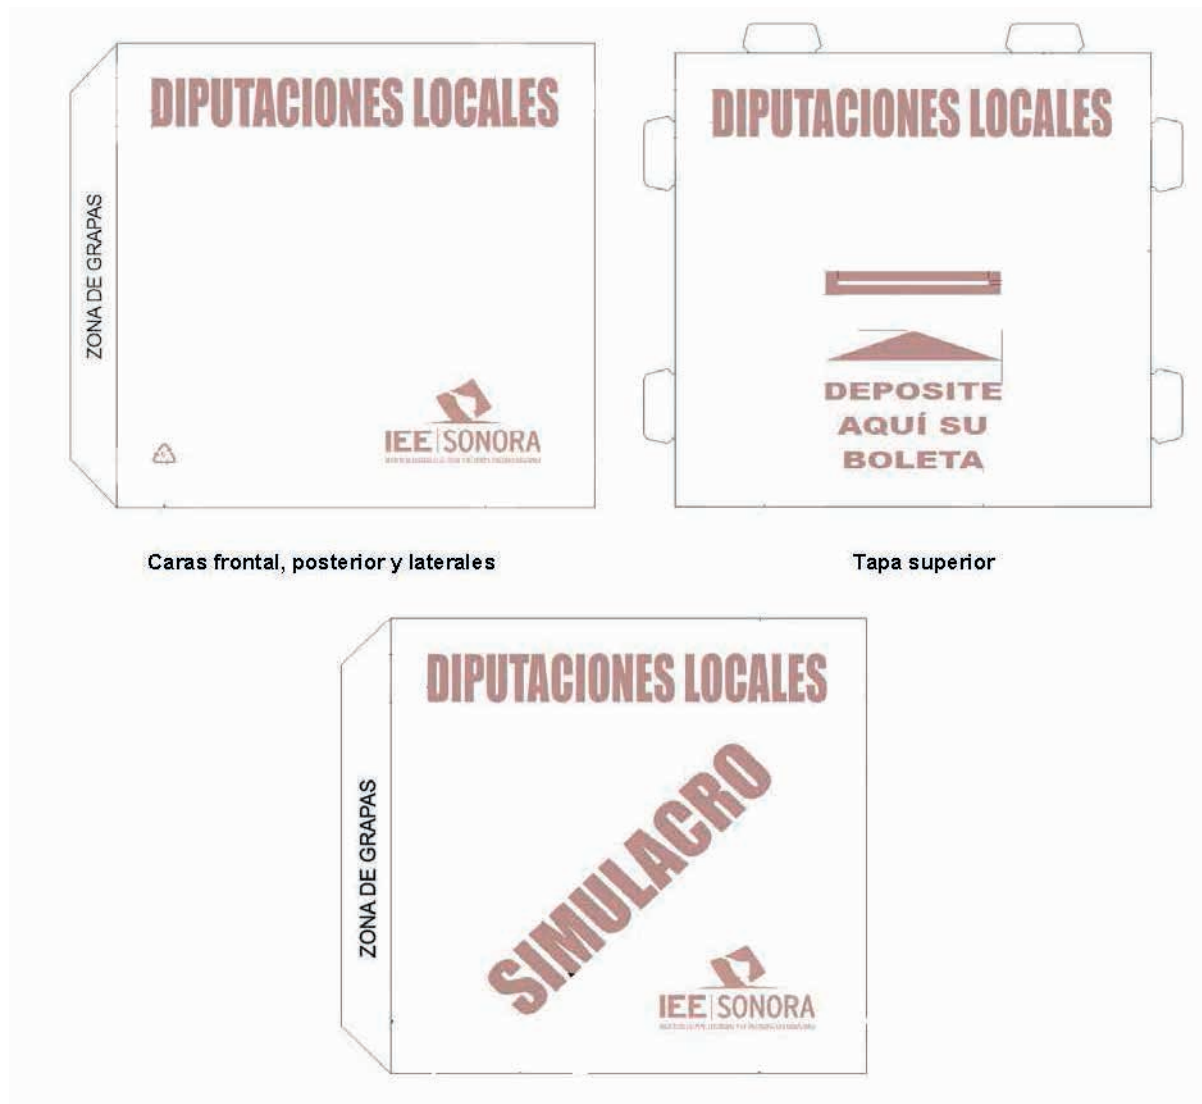 DIPUTACIONES LOCALES
ZONA DE GRAPAS
IEE SONORA
DIPUTACIONES LOCALES
DEPOSITE
AQUÍ SU
BOLETA
Caras frontal, posterior y laterales
Tapa superior
DIPUTACIONES LOCALES
ZONA DE GRAPAS
SIMULACRO
IEE SONORA